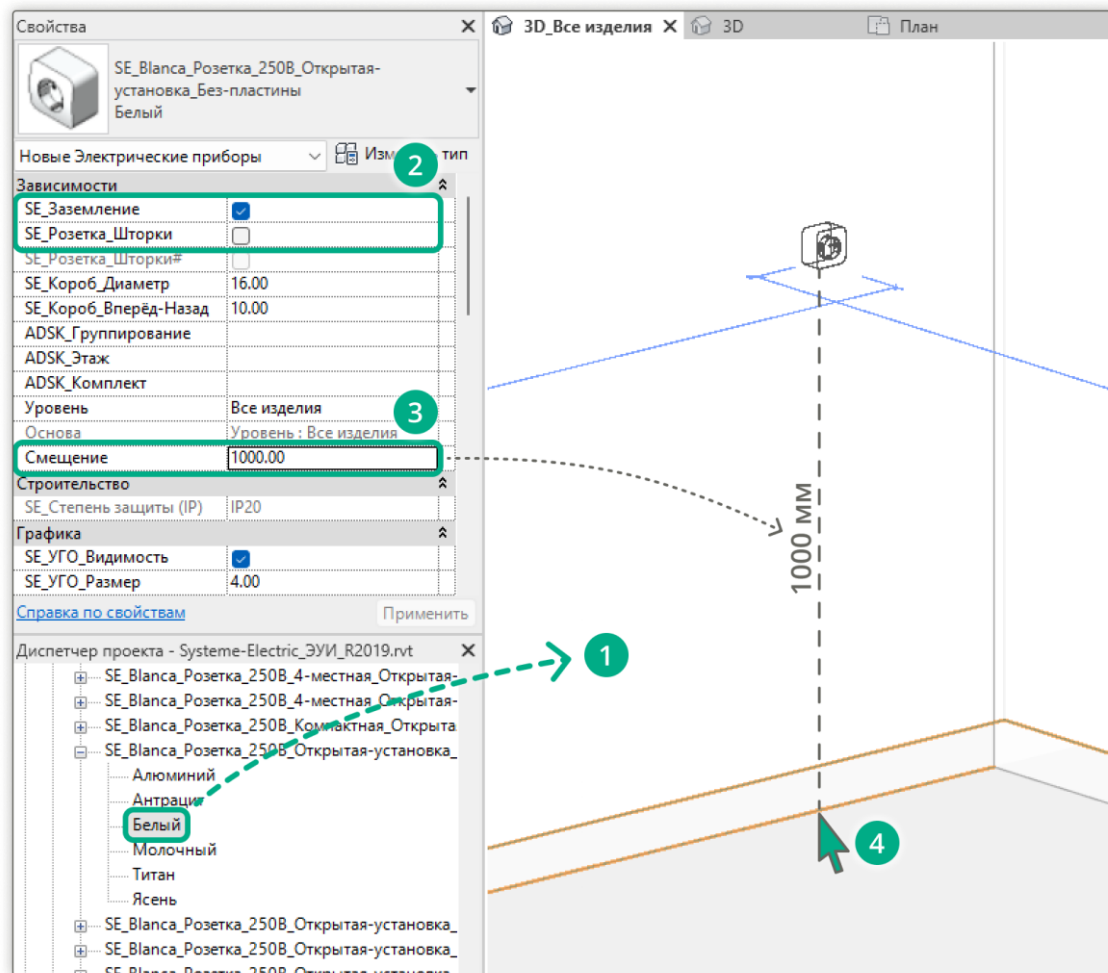 Свойства
3D_Все изделия
3D
План
SE_Blanca_Розетка_250В_Открытая-
установка_Без-пластины
Белый
Новые Электрические приборы
тип
2
Зависимости
SE_Заземление
SE_Розетка_Шторки
SE_Розетка_Шторки#
SE_Короб_Диаметр 16.00
SE_Короб_Вперёд-Назад 10.00
ADSK_Группирование
ADSK_Этаж
ADSK_Комплект
Уровень Все изделия
3
Основа Уровень : Все изделия
Смещение 1000.00
Строительство
SE_Степень защиты (IP) IP20
Графика
SE_УГО_Видимость
SE_УГО_Размер 4.00
Справка по свойствам
Применить
1000 мм
Диспетчер проекта - Systeme-Electric_ЭУИ_R2019.rvt
1
SE_Blanca_Розетка_250В_4-местная_Открытая-
SE_Blanca_Розетка_250В_4-местная_Открытая-
SE_Blanca_Розетка_250В_Компактная_Открыта
SE_Blanca_Розетка_250В_Открытая-установка_
Алюминий
Антрацит
Белый
Молочный
Титан
Ясень
4
SE_Blanca_Розетка_250В_Открытая-установка_
SE_Blanca_Розетка_250В_Открытая-установка_
SE_Blanca_Розетка_250В_Открытая-установка_